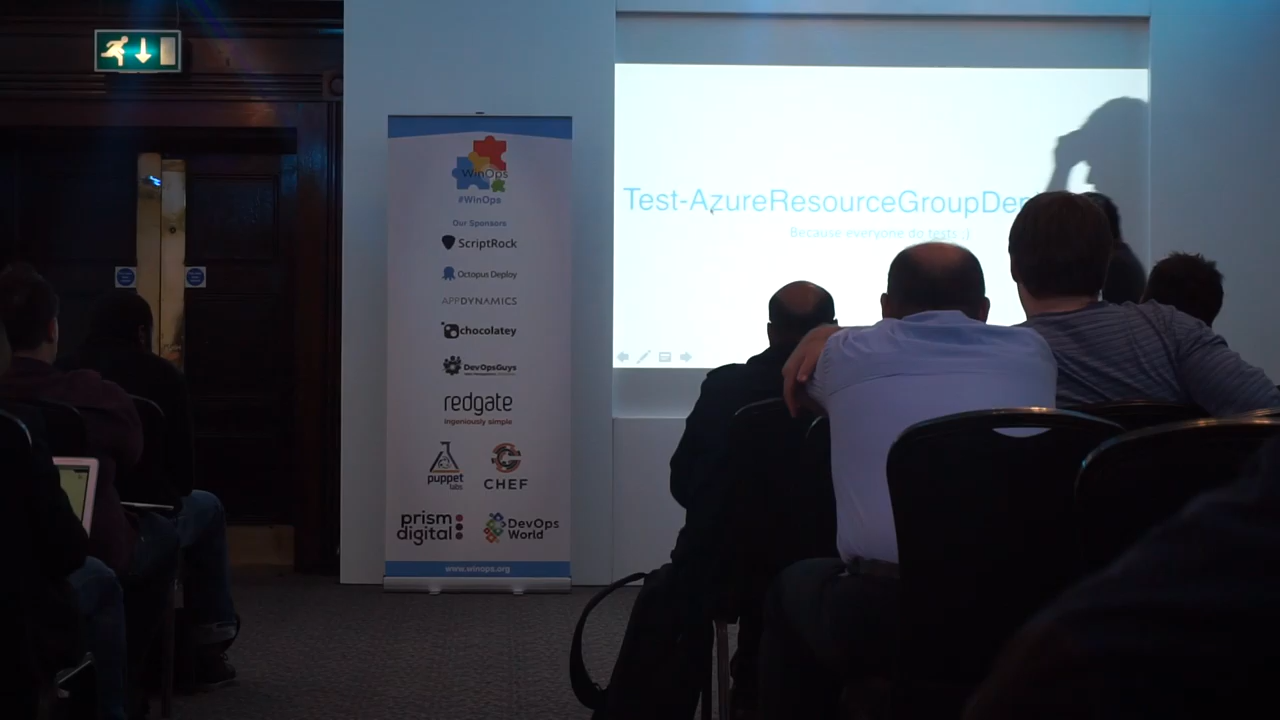 WinOps
#WinOps
Our Sponsors
ScriptRock
Octopus Deploy
APPDYNAMICS
chocolatey
DevOpsGuys
redgate
ingeniously simple
puppet
labs
CHEF
prism
digital
DevOps
World
www.winops.org
Test-AzureResourceGroupDep
Because everyone do tests ;)